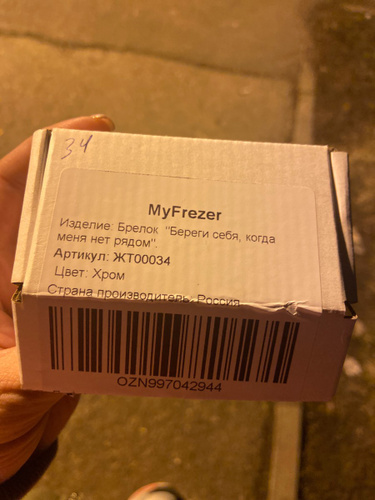 34
MyFrezer
Изделие: Брелок "Береги себя, когда
меня нет рядом".
Артикул: ЖТ00034
Цвет: Хром
Страна производитель: Россия
OZN997042944